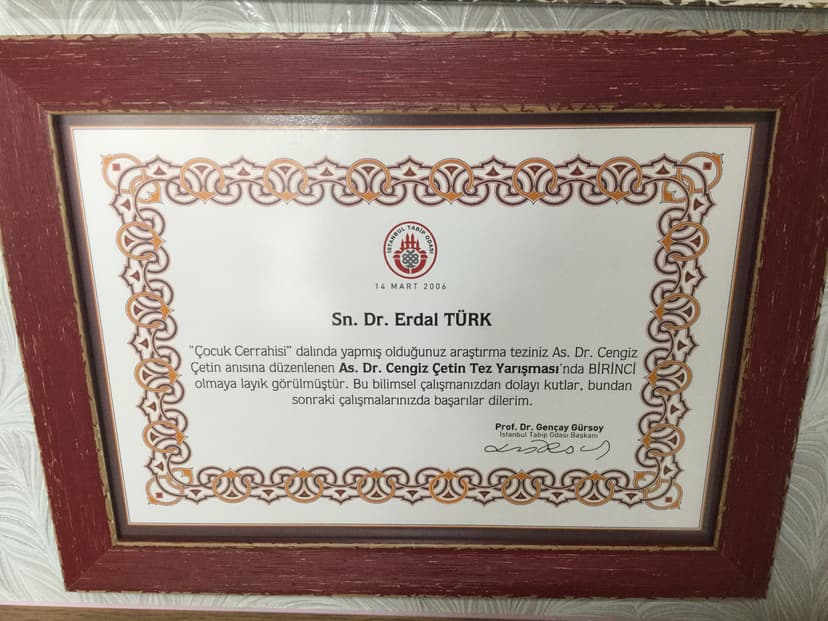 İSTANBUL TABİP ODASI
14 MART 2006
Sn. Dr. Erdal TÜRK
"Çocuk Cerrahisi" dalında yapmış olduğunuz araştırma teziniz As. Dr. Cengiz
Çetin anısına düzenlenen As. Dr. Cengiz Çetin Tez Yarışması'nda BİRİNCİ
olmaya layık görülmüştür. Bu bilimsel çalışmanızdan dolayı kutlar, bundan
sonraki çalışmalarınızda başarılar dilerim.
Prof. Dr. Gençay Gürsoy
İstanbul Tabip Odası Başkanı